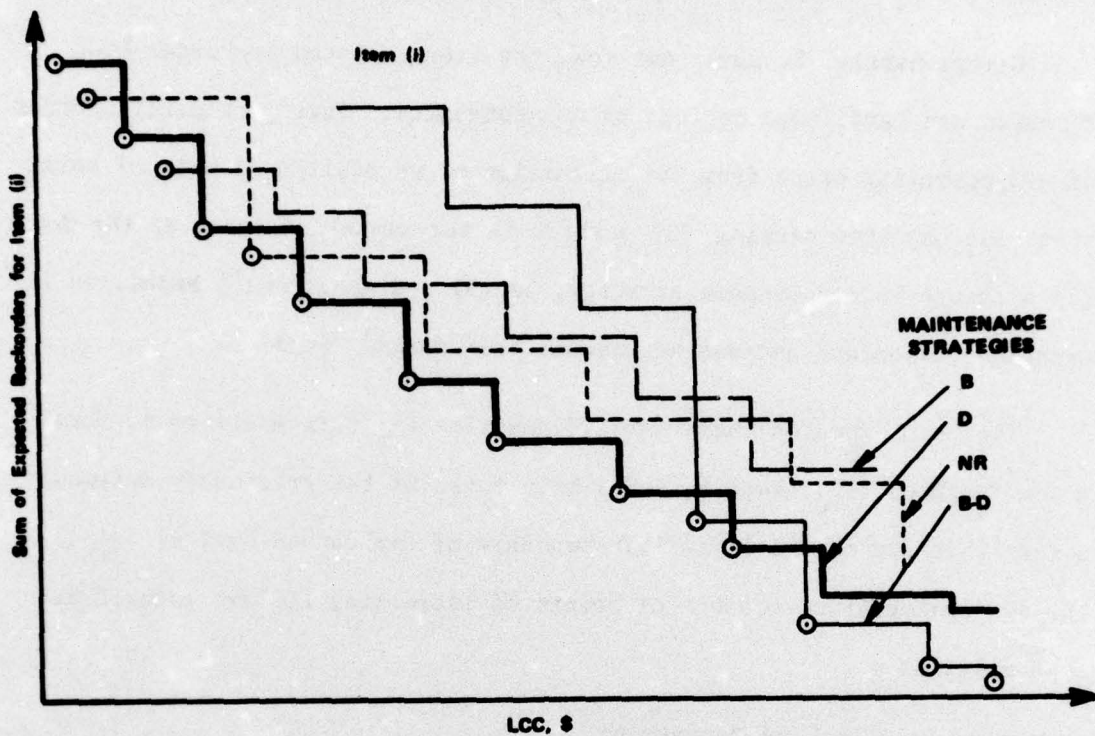 Item (i)
Sum of Expected Backorders for Item (i)
MAINTENANCE
STRATEGIES
B
D
NR
B-D
LCC, $